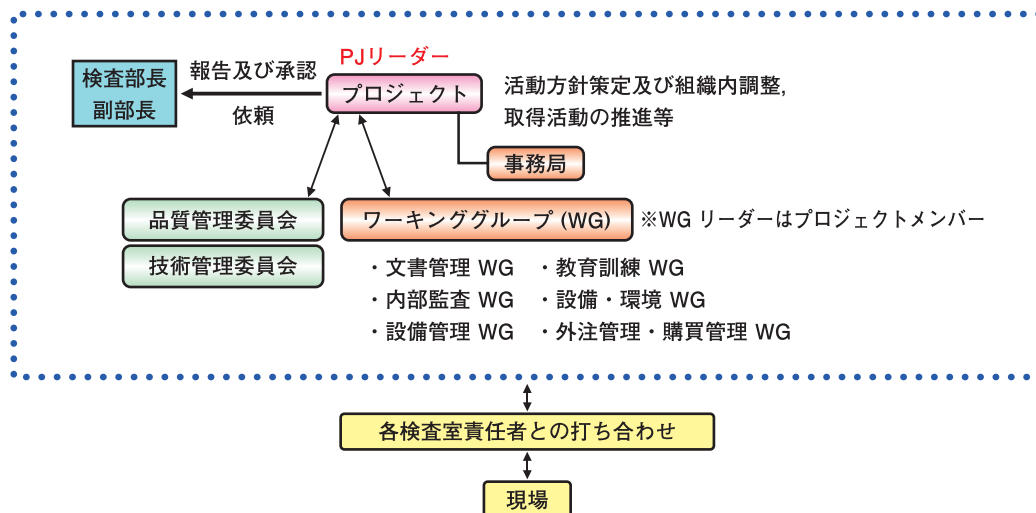 PJリーダー
検査部長
副部長
報告及び承認
依頼
プロジェクト
活動方針策定及び組織内調整,
取得活動の推進等
事務局
品質管理委員会
技術管理委員会
ワーキンググループ (WG)
※WG リーダーはプロジェクトメンバー
・文書管理 WG ・教育訓練 WG
・内部監査 WG ・設備・環境 WG
・設備管理 WG ・外注管理・購買管理 WG
各検査室責任者との打ち合わせ
現場